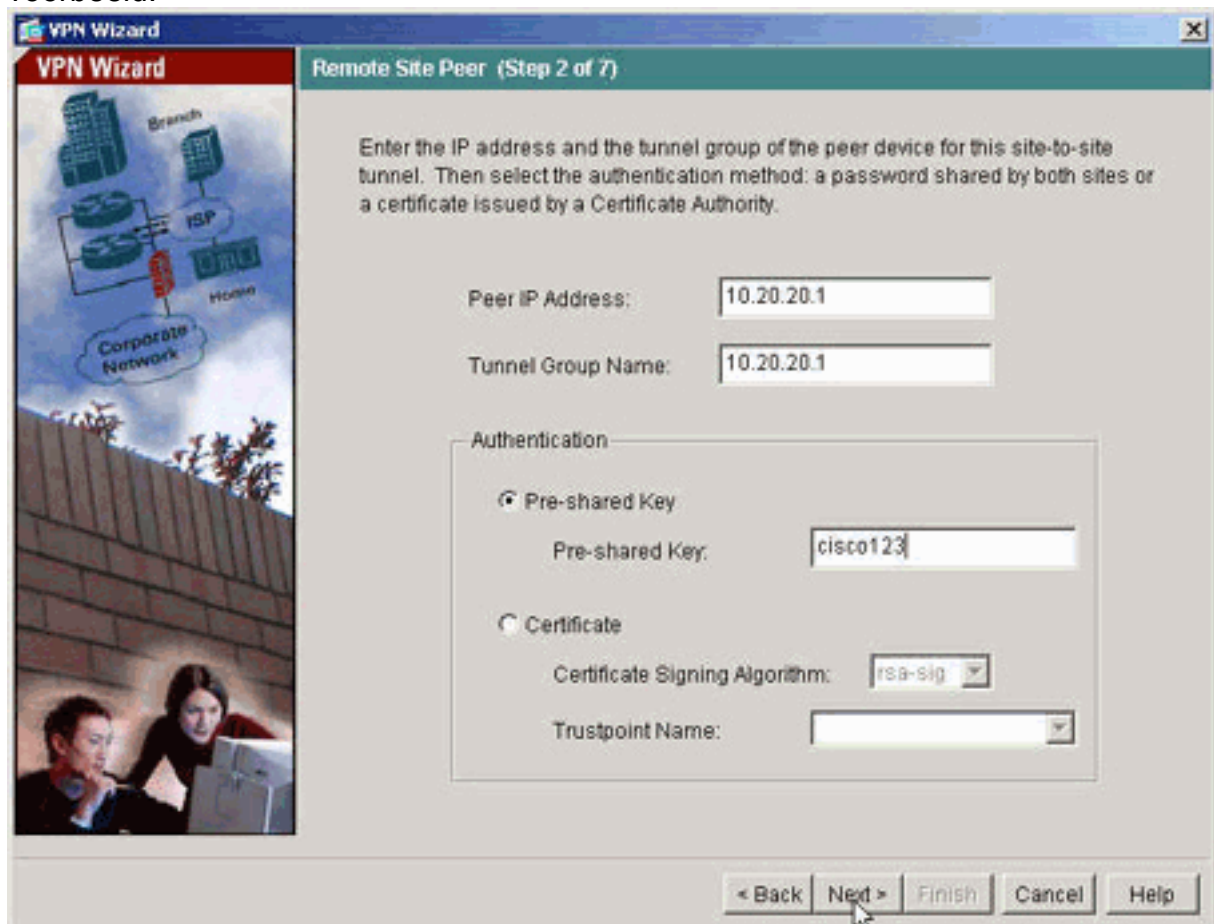 VPN Wizard
VPN Wizard
Remote Site Peer (Step 2 of 7)
Branch
ISP
Home
Corporate
Network
Enter the IP address and the tunnel group of the peer device for this site-to-site
tunnel. Then select the authentication method: a password shared by both sites or
a certificate issued by a Certificate Authority.
Peer IP Address: 10.20.20.1
Tunnel Group Name: 10.20.20.1
Authentication
Pre-shared Key
Pre-shared Key: cisco123
Certificate
Certificate Signing Algorithm: rsa-sig
Trustpoint Name:
< Back Next > Finish Cancel Help